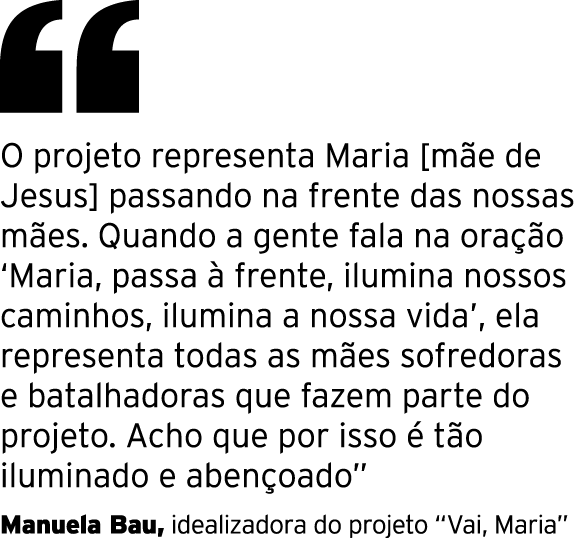 “
O projeto representa Maria [mãe de
Jesus] passando na frente das nossas
mães. Quando a gente fala na oração
‘Maria, passa à frente, ilumina nossos
caminhos, ilumina a nossa vida’, ela
representa todas as mães sofredoras
e batalhadoras que fazem parte do
projeto. Acho que por isso é tão
iluminado e abençoado”
Manuela Bau, idealizadora do projeto “Vai, Maria”